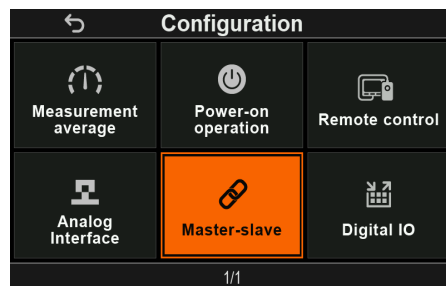 Configuration
Measurement
average
Power-on
operation
Remote control
Analog
Interface
Master-slave
Digital IO
1/1